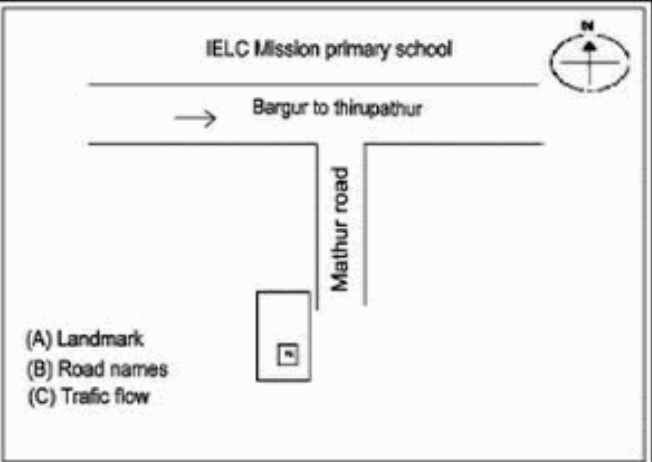 N
IELC Mission primary school
Bargur to thirupathur
Mathur road
(A) Landmark
(B) Road names
(C) Trafic flow